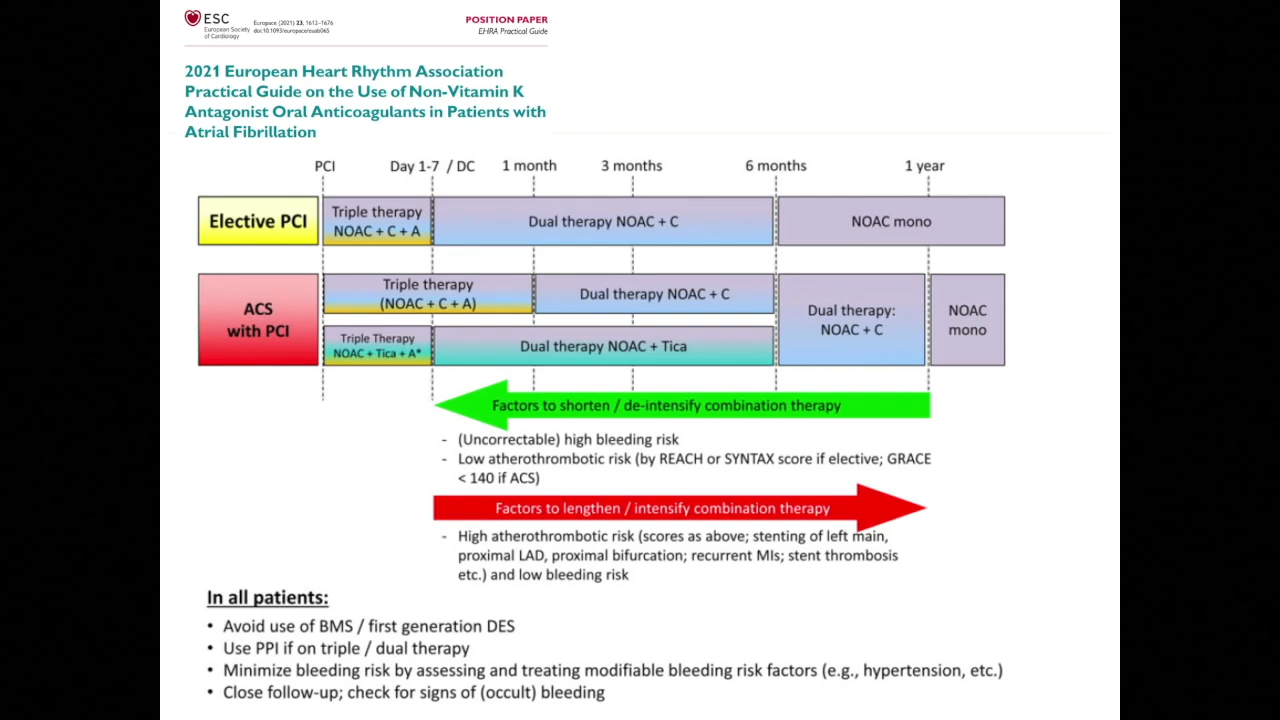 ESC
European Society
of Cardiology
Europace (2021) 23, 1612–1676
doi:10.1093/europace/euab065
POSITION PAPER
EHRA Practical Guide
2021 European Heart Rhythm Association
Practical Guide on the Use of Non-Vitamin K
Antagonist Oral Anticoagulants in Patients with
Atrial Fibrillation
PCI Day 1-7 / DC 1 month 3 months 6 months 1 year
Elective PCI
Triple therapy
NOAC + C + A
Dual therapy NOAC + C
NOAC mono
ACS
with PCI
Triple therapy
(NOAC + C + A)
Dual therapy NOAC + C
Triple Therapy
NOAC + Tica + A*
Dual therapy NOAC + Tica
Dual therapy:
NOAC + C
NOAC
mono
Factors to shorten / de-intensify combination therapy
- (Uncorrectable) high bleeding risk
- Low atherothrombotic risk (by REACH or SYNTAX score if elective; GRACE
< 140 if ACS)
Factors to lengthen / intensify combination therapy
- High atherothrombotic risk (scores as above; stenting of left main,
proximal LAD, proximal bifurcation; recurrent MIs; stent thrombosis
etc.) and low bleeding risk
In all patients:
• Avoid use of BMS / first generation DES
• Use PPI if on triple / dual therapy
• Minimize bleeding risk by assessing and treating modifiable bleeding risk factors (e.g., hypertension, etc.)
• Close follow-up; check for signs of (occult) bleeding